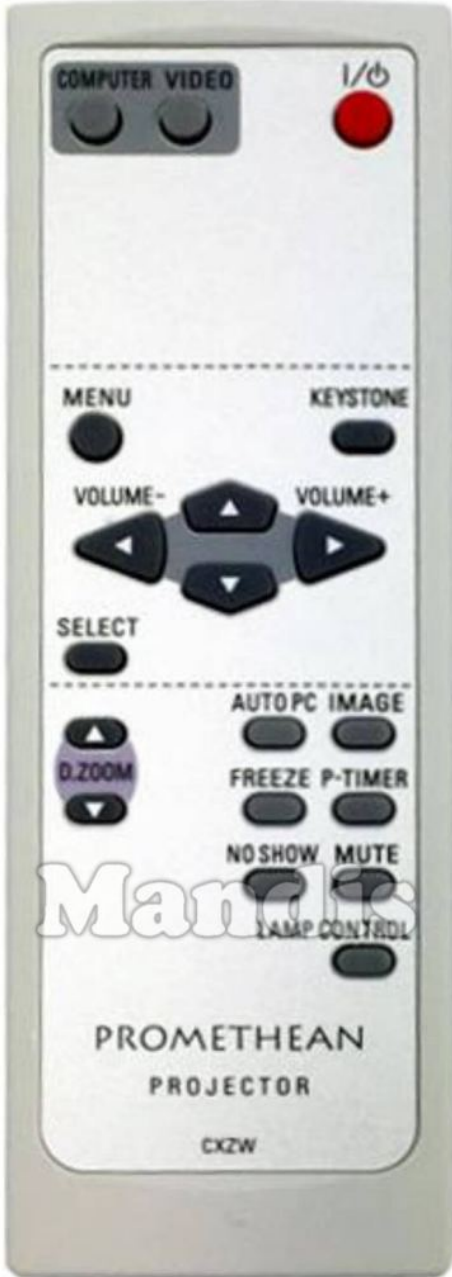 COMPUTER VIDEO I/⏻
MENU KEYSTONE
VOLUME- VOLUME+
SELECT
AUTO PC IMAGE
D.ZOOM
FREEZE P-TIMER
NO SHOW MUTE
Mandis
LAMP CONTROL
PROMETHEAN
PROJECTOR
CXZW